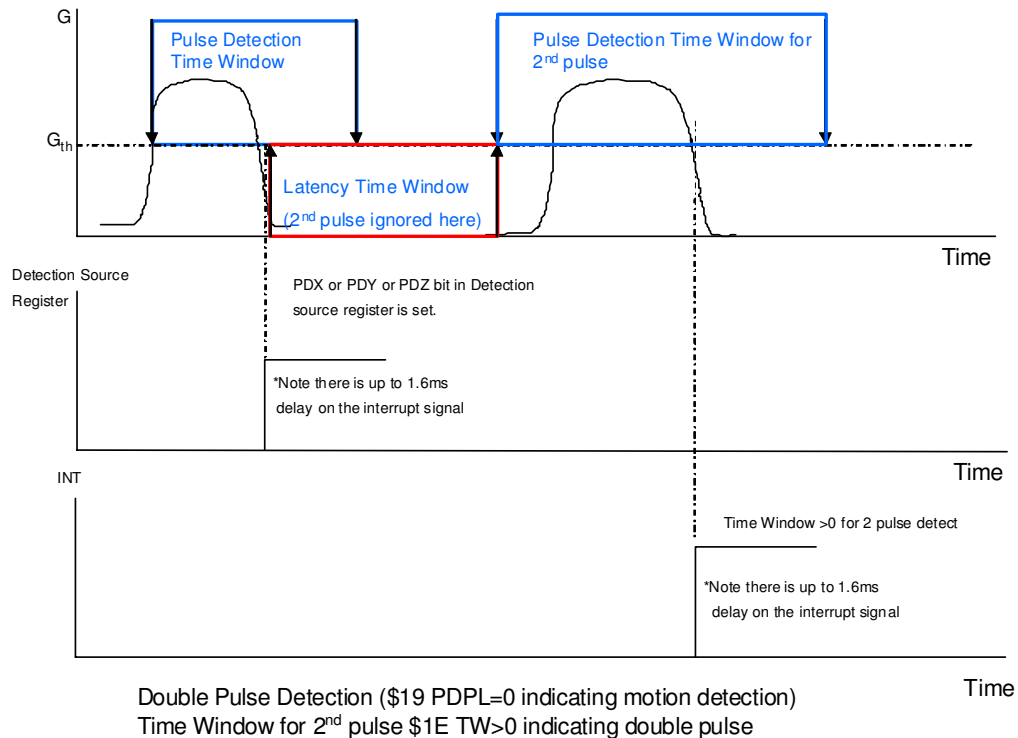 G
Pulse Detection
Time Window
Pulse Detection Time Window for
2nd pulse
Gth
Latency Time Window
(2nd pulse ignored here)
Time
Detection Source
Register
PDX or PDY or PDZ bit in Detection
source register is set.
*Note there is up to 1.6ms
delay on the interrupt signal
Time
INT
Time Window >0 for 2 pulse detect
*Note there is up to 1.6ms
delay on the interrupt signal
Time
Double Pulse Detection ($19 PDPL=0 indicating motion detection)
Time Window for 2nd pulse $1E TW>0 indicating double pulse